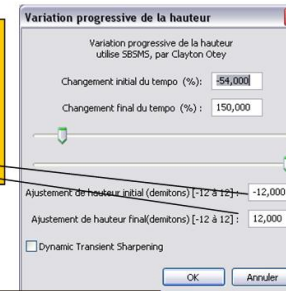 Variation progressive de la hauteur
Variation progressive de la hauteur
utilise SBSMS, par Clayton Otey
Changement initial du tempo (%): -54,000
Changement final du tempo (%) : 150,000
Ajustement de hauteur initial (demitons) [-12 à 12] : -12,000
Ajustement de hauteur final(demitons) [-12 à 12] : 12,000
Dynamic Transient Sharpening
OK Annuler